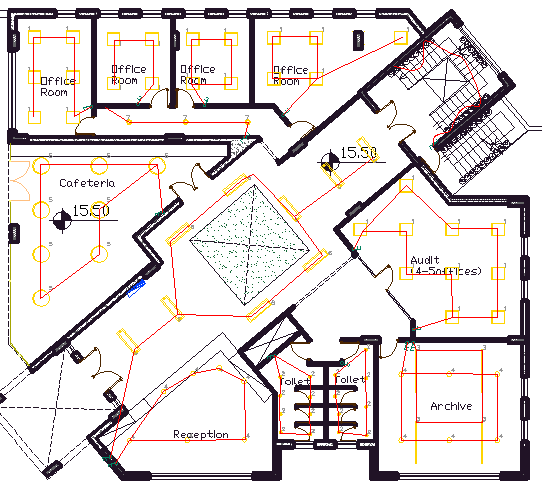 Office
Room
Office
Room
Office
Room
Office
Room
15.50
Cafeteria
15.50
Audit
(4-5offices)
Toilet
Toilet
Archive
Reception